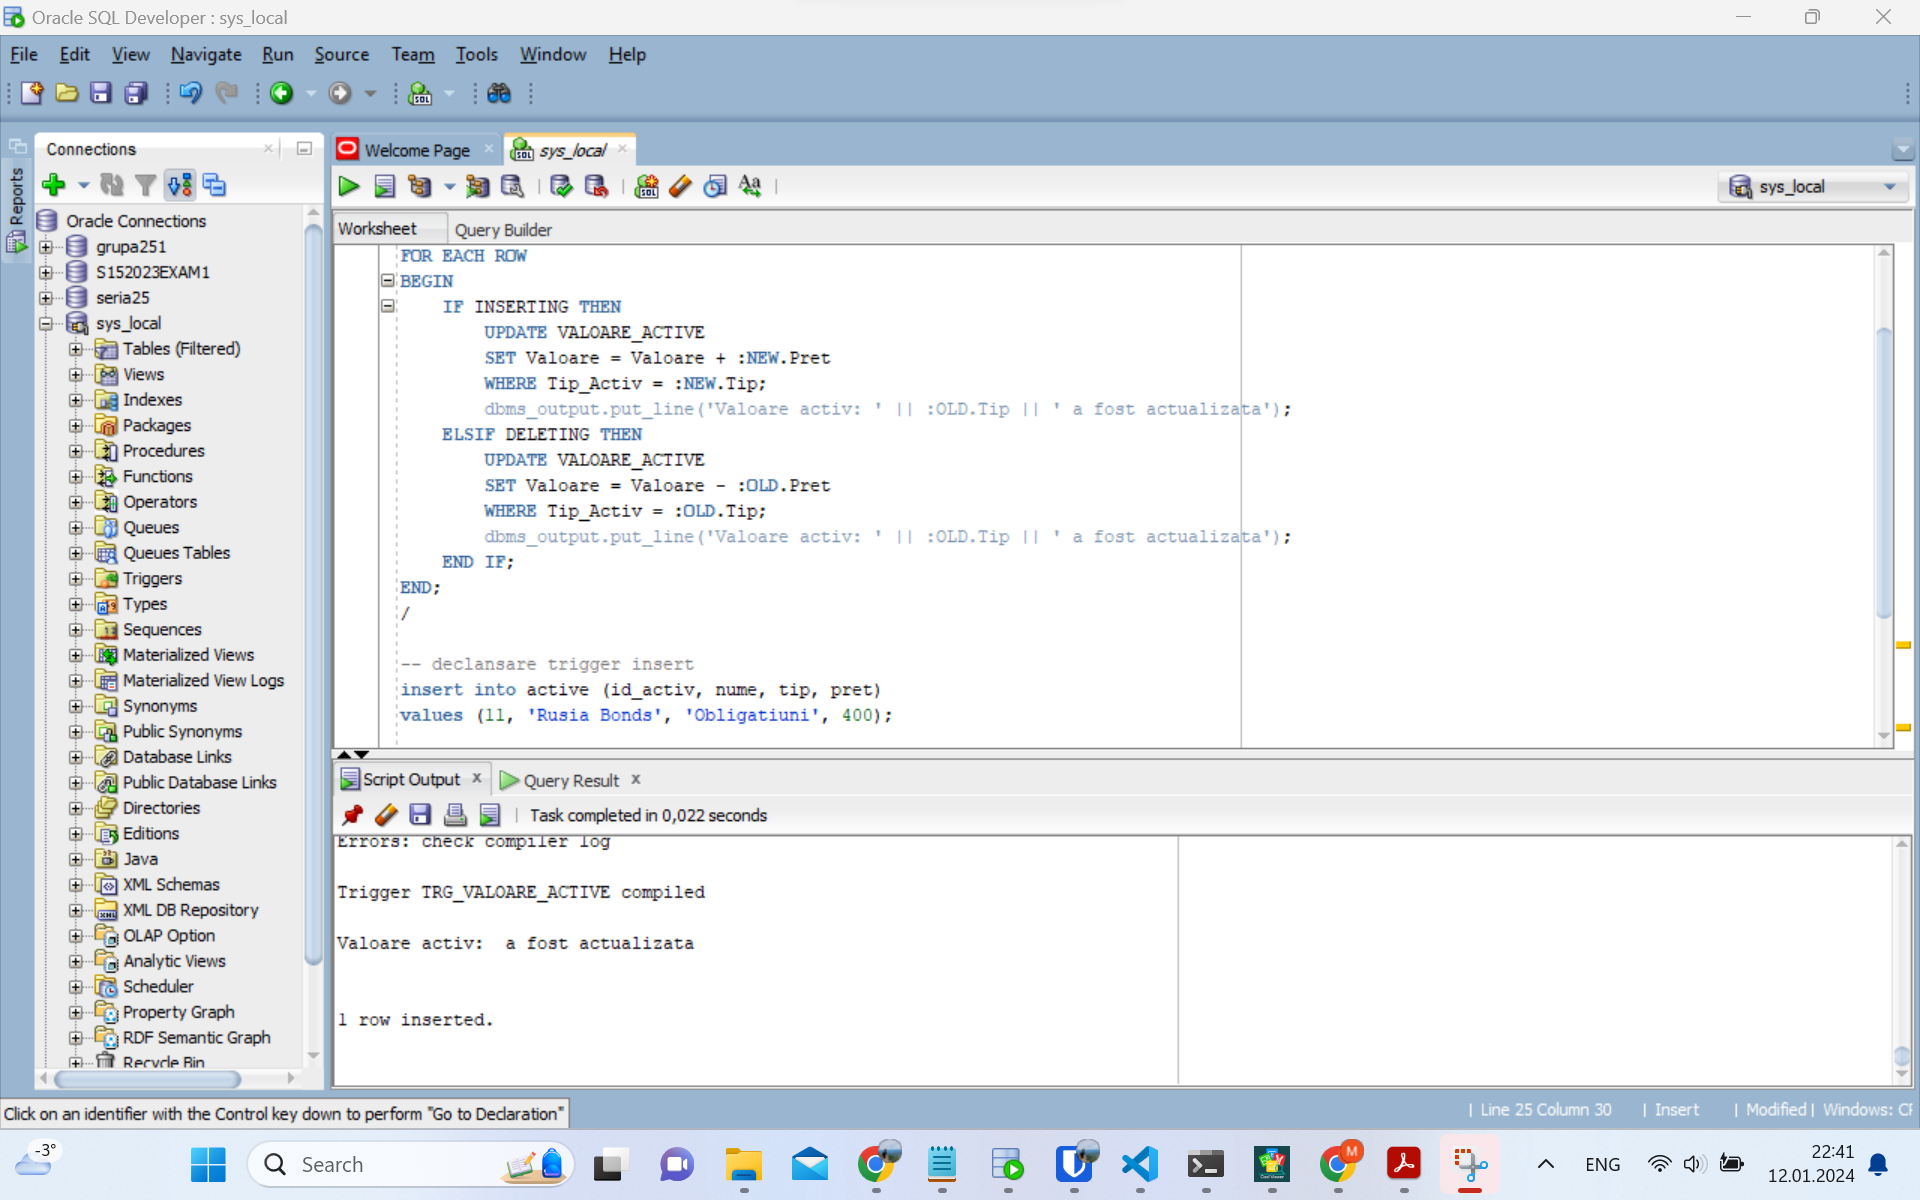 Oracle SQL Developer : sys_local
File Edit View Navigate Run Source Team Tools Window Help
Reports
Connections
Oracle Connections
grupa251
S152023EXAM1
seria25
sys_local
Tables (Filtered)
Views
Indexes
Packages
Procedures
Functions
Operators
Queues
Queues Tables
Triggers
Types
Sequences
Materialized Views
Materialized View Logs
Synonyms
Public Synonyms
Database Links
Public Database Links
Directories
Editions
Java
XML Schemas
XML DB Repository
OLAP Option
Analytic Views
Scheduler
Property Graph
RDF Semantic Graph
Recycle Bin
Welcome Page
sys_local
sys_local
Worksheet Query Builder
FOR EACH ROW
BEGIN
IF INSERTING THEN
UPDATE VALOARE_ACTIVE
SET Valoare = Valoare + :NEW.Pret
WHERE Tip_Activ = :NEW.Tip;
dbms_output.put_line('Valoare activ: ' || :OLD.Tip || ' a fost actualizata');
ELSIF DELETING THEN
UPDATE VALOARE_ACTIVE
SET Valoare = Valoare - :OLD.Pret
WHERE Tip_Activ = :OLD.Tip;
dbms_output.put_line('Valoare activ: ' || :OLD.Tip || ' a fost actualizata');
END IF;
END;
/
-- declansare trigger insert
insert into active (id_activ, nume, tip, pret)
values (11, 'Rusia Bonds', 'Obligatiuni', 400);
Script Output x Query Result x
Task completed in 0,022 seconds
Errors: check compiler log
Trigger TRG_VALOARE_ACTIVE compiled
Valoare activ:  a fost actualizata
1 row inserted.
Click on an identifier with the Control key down to perform "Go to Declaration"
| Line 25 Column 30 | Insert | Modified | Windows: CF
-3°
Search
ENG
22:41
12.01.2024